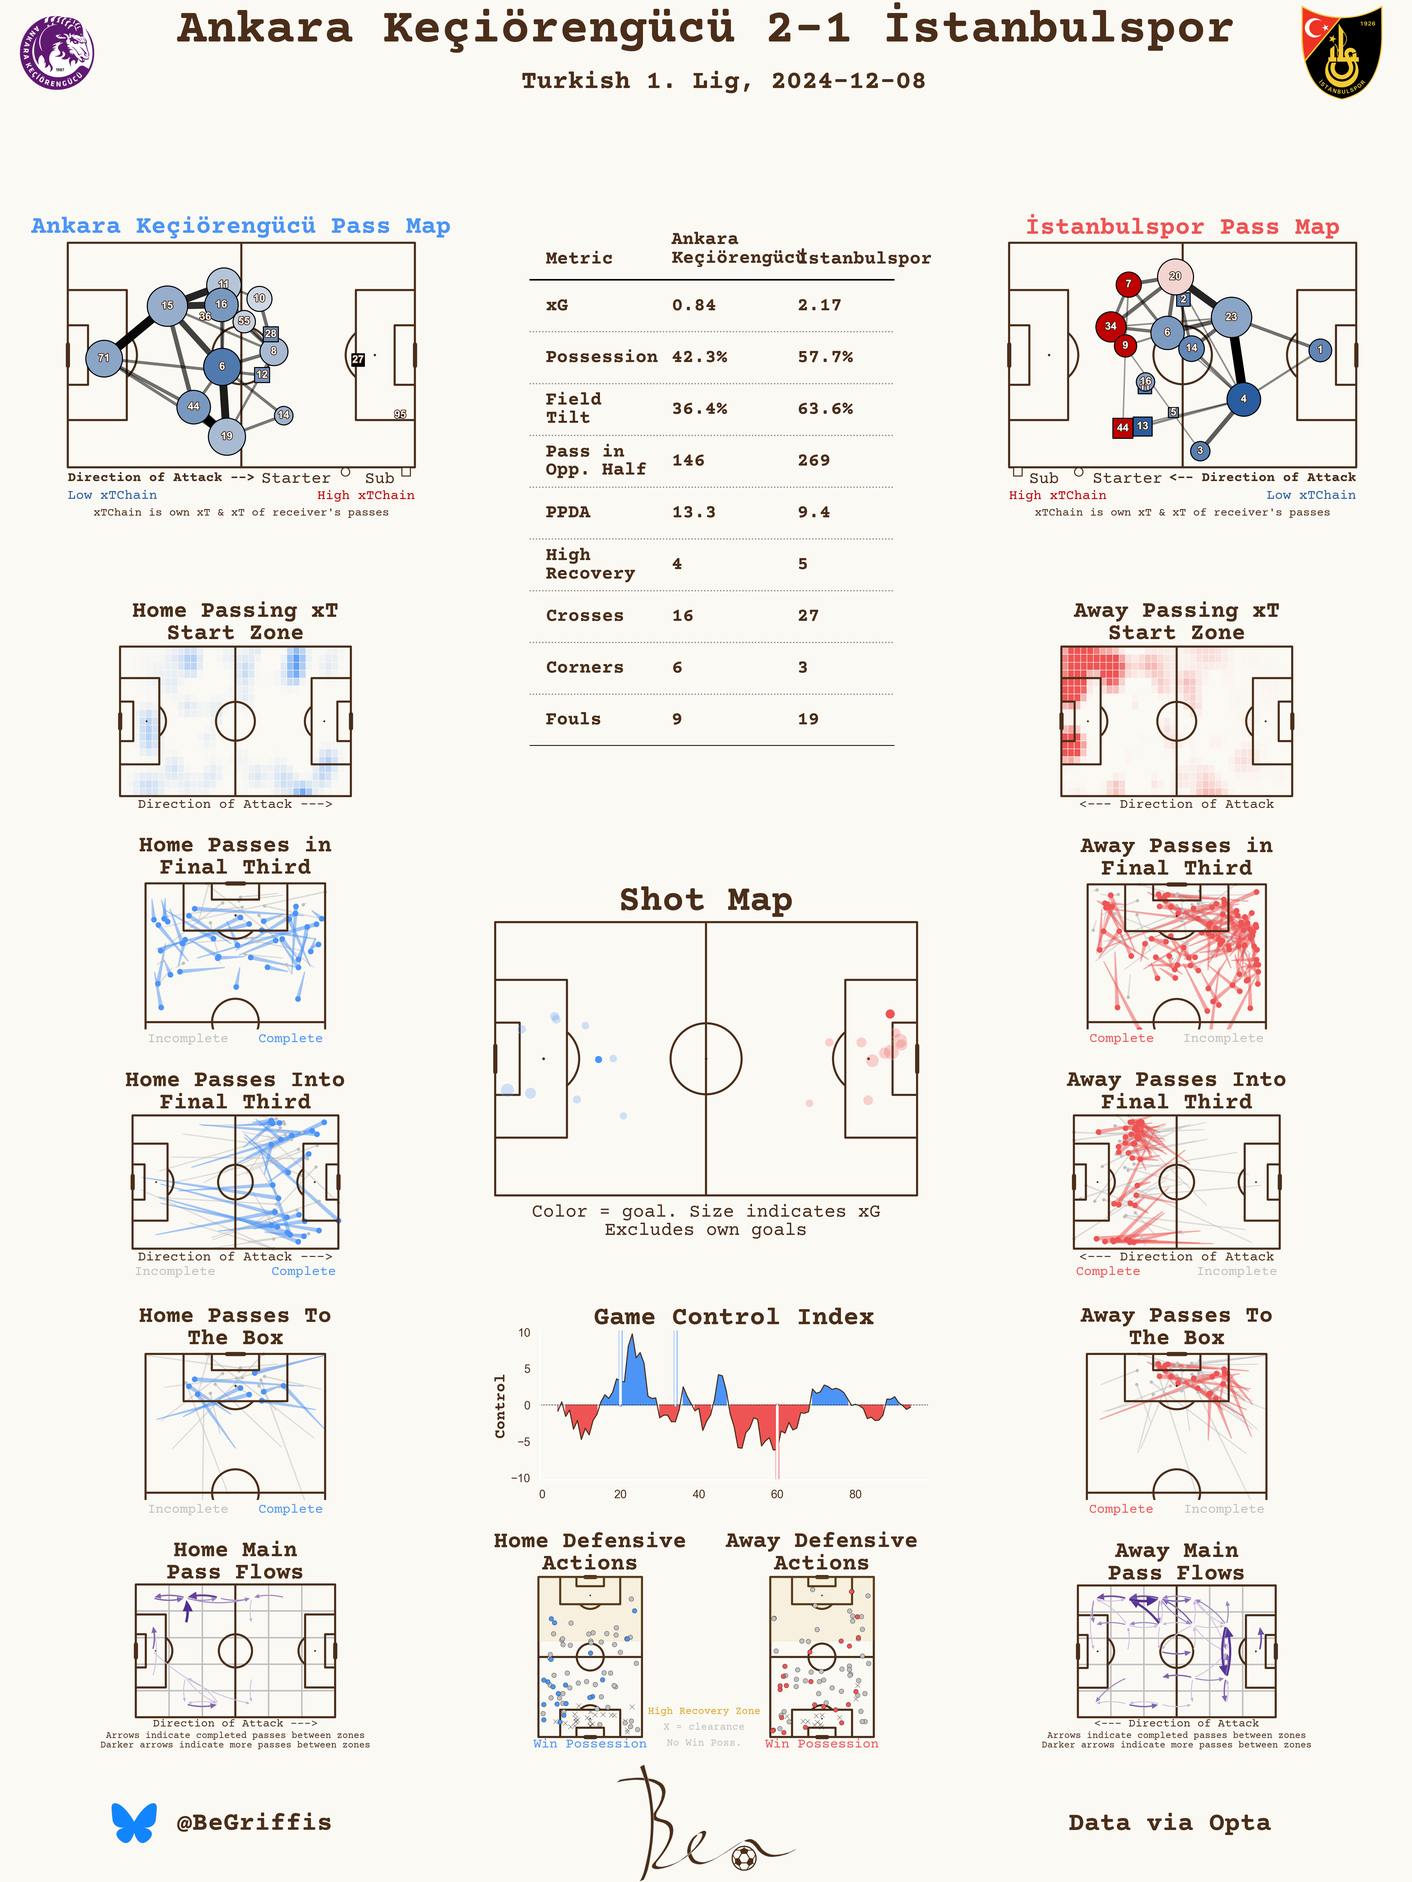 Ankara Keçiörengücü 2-1 İstanbulspor
Turkish 1. Lig, 2024-12-08
ANKARA KEÇİÖRENGÜCÜ
1987
1926
İSTANBULSPOR
Ankara Keçiörengücü Pass Map
11
15
16
10
36
55
28
71
8
6
12
27
44
14
95
19
Direction of Attack --> Starter Sub
Low xTChain High xTChain
xTChain is own xT & xT of receiver's passes
Metric Ankara Keçiörengücü İstanbulspor
xG 0.84 2.17
Possession 42.3% 57.7%
Field Tilt 36.4% 63.6%
Pass in Opp. Half 146 269
PPDA 13.3 9.4
High Recovery 4 5
Crosses 16 27
Corners 6 3
Fouls 9 19
İstanbulspor Pass Map
20
7
2
23
34
6
9
14
1
16
4
5
44
13
3
Sub Starter <-- Direction of Attack
High xTChain Low xTChain
xTChain is own xT & xT of receiver's passes
Home Passing xT
Start Zone
Direction of Attack --->
Away Passing xT
Start Zone
<--- Direction of Attack
Home Passes in
Final Third
Incomplete Complete
Away Passes in
Final Third
Complete Incomplete
Shot Map
Color = goal. Size indicates xG
Excludes own goals
Home Passes Into
Final Third
Direction of Attack --->
Incomplete Complete
Away Passes Into
Final Third
<--- Direction of Attack
Complete Incomplete
Home Passes To
The Box
Incomplete Complete
Game Control Index
Control
10
5
0
−5
−10
0 20 40 60 80
Away Passes To
The Box
Complete Incomplete
Home Main
Pass Flows
Direction of Attack --->
Arrows indicate completed passes between zones
Darker arrows indicate more passes between zones
Home Defensive
Actions
Win Possession
Away Defensive
Actions
Win Possession
High Recovery Zone
X = clearance
No Win Poss.
Away Main
Pass Flows
<--- Direction of Attack
Arrows indicate completed passes between zones
Darker arrows indicate more passes between zones
@BeGriffis
Ben
Data via Opta